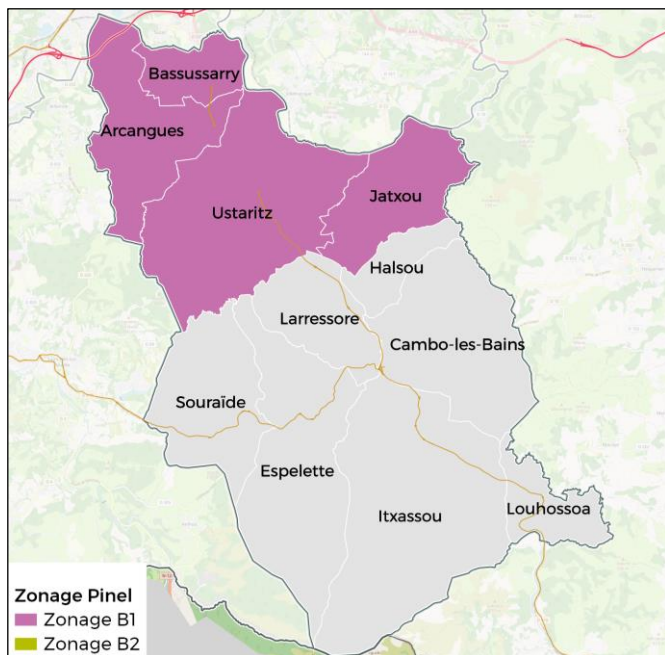 Bassussarry
Arcangues
Ustaritz
Jatxou
Halsou
Larressore
Cambo-les-Bains
Souraïde
Espelette
Itxassou
Louhossoa
Zonage Pinel
Zonage B1
Zonage B2